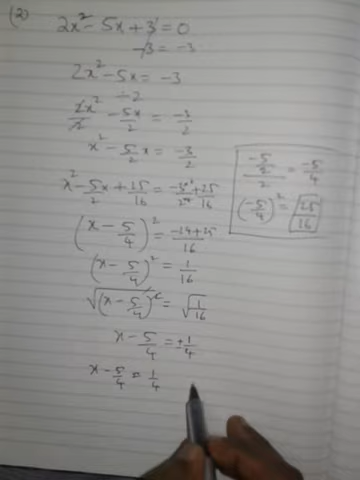 (2) 2x² - 5x + 3 = 0
-3 = -3
2x² - 5x = -3
÷2
2x²/2 - 5x/2 = -3/2
x² - 5/2 x = -3/2
x² - 5x/2 + 25/16 = -3/2 + 25/16
(x - 5/4)² = -24+25/16
(x - 5/4)² = 1/16
√(x - 5/4)² = √1/16
x - 5/4 = ±1/4
x - 5/4 = 1/4
-5/2/2 = -5/4
(-5/4)² = 25/16